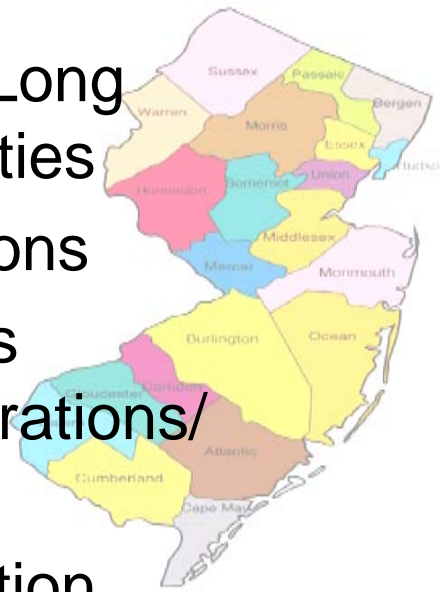 Long
ties
ons
s
rations/
tion
Sussex
Passaic
Bergen
Warren
Morris
Essex
Hunterdon
Somerset
Union
Middlesex
Mercer
Monmouth
Burlington
Ocean
Camden
Gloucester
Atlantic
Cumberland
Cape May